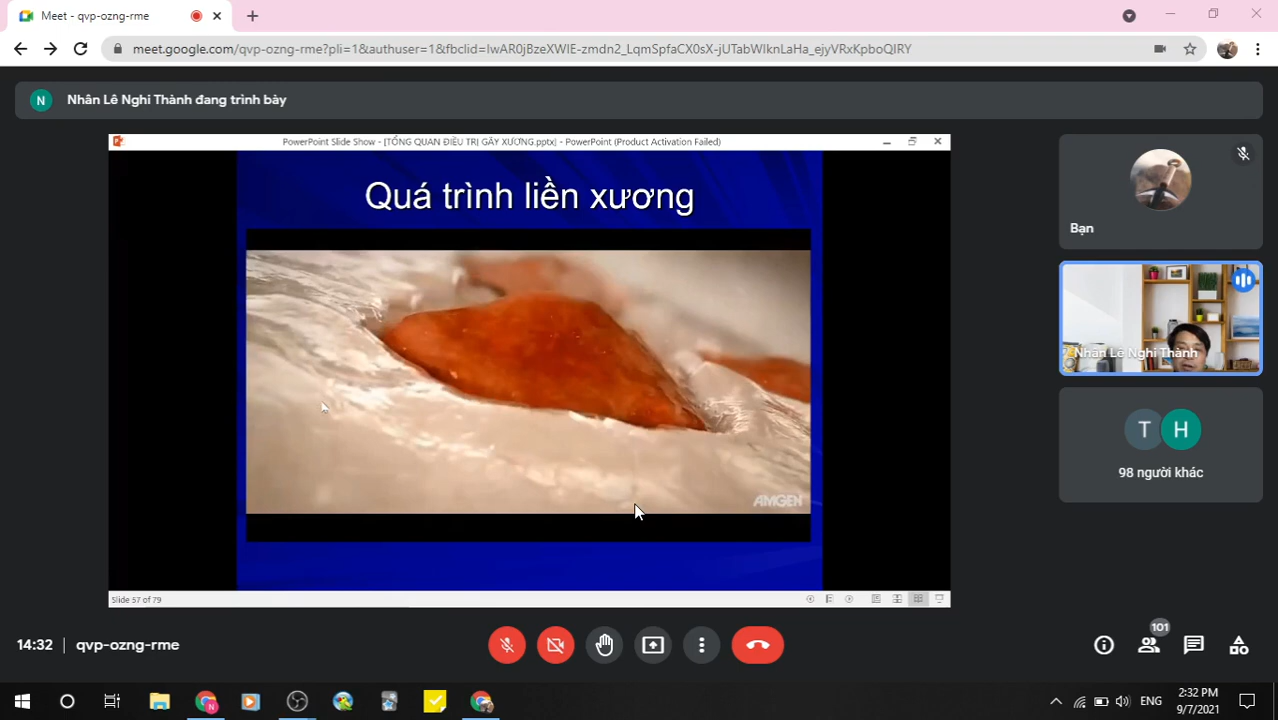 Meet - qvp-ozng-rme
meet.google.com/qvp-ozng-rme?pli=1&authuser=1&fbclid=IwAR0jBzeXWIE-zmdn2_LqmSpfaCX0sX-jUTabWlknLaHa_ejyVRxKpboQIRY
N
Nhân Lê Nghi Thành đang trình bày
PowerPoint Slide Show - [TỔNG QUAN ĐIỀU TRỊ GÃY XƯƠNG.pptx] - PowerPoint (Product Activation Failed)
Quá trình liền xương
AMGEN
Slide 57 of 79
Bạn
Nhân Lê Nghi Thành
T
H
98 người khác
14:32
qvp-ozng-rme
101
N
ENG
2:32 PM
9/7/2021